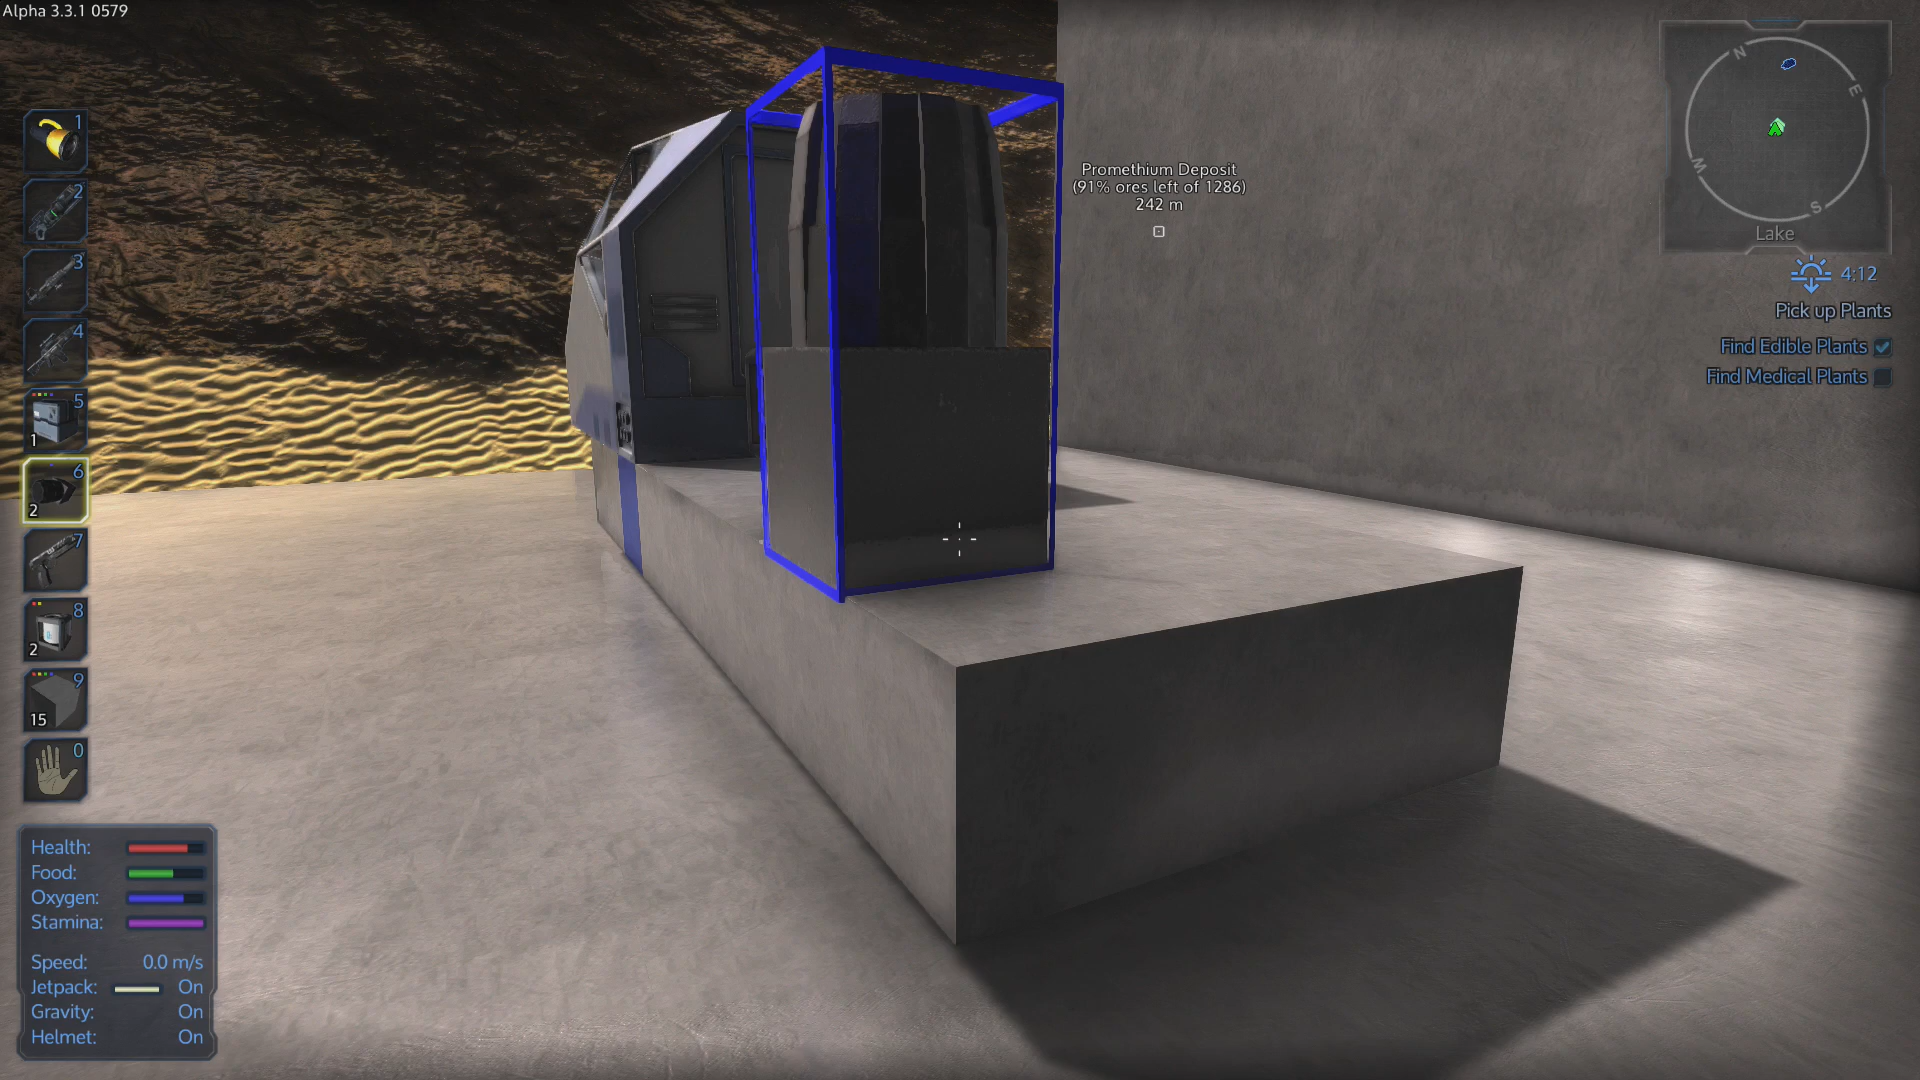 Alpha 3.3.1 0579
N
E
W
S
Lake
4:12
Pick up Plants
Find Edible Plants
Find Medical Plants
Promethium Deposit
(91% ores left of 1286)
242 m
1
2
3
4
5
1
6
2
7
8
2
9
15
0
Health:
Food:
Oxygen:
Stamina:
Speed: 0.0 m/s
Jetpack: On
Gravity: On
Helmet: On